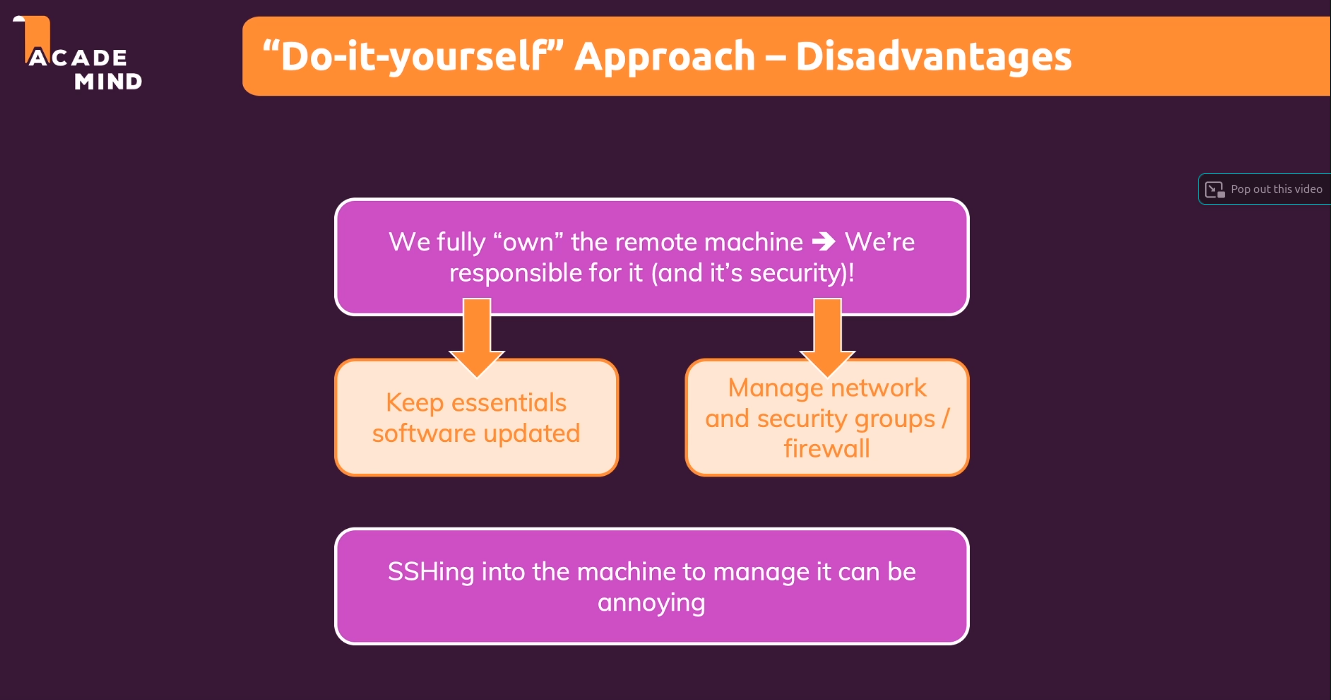 ACADE
MIND
“Do-it-yourself” Approach – Disadvantages
Pop out this video
We fully “own” the remote machine ➔ We’re
responsible for it (and it’s security)!
Keep essentials
software updated
Manage network
and security groups /
firewall
SSHing into the machine to manage it can be
annoying